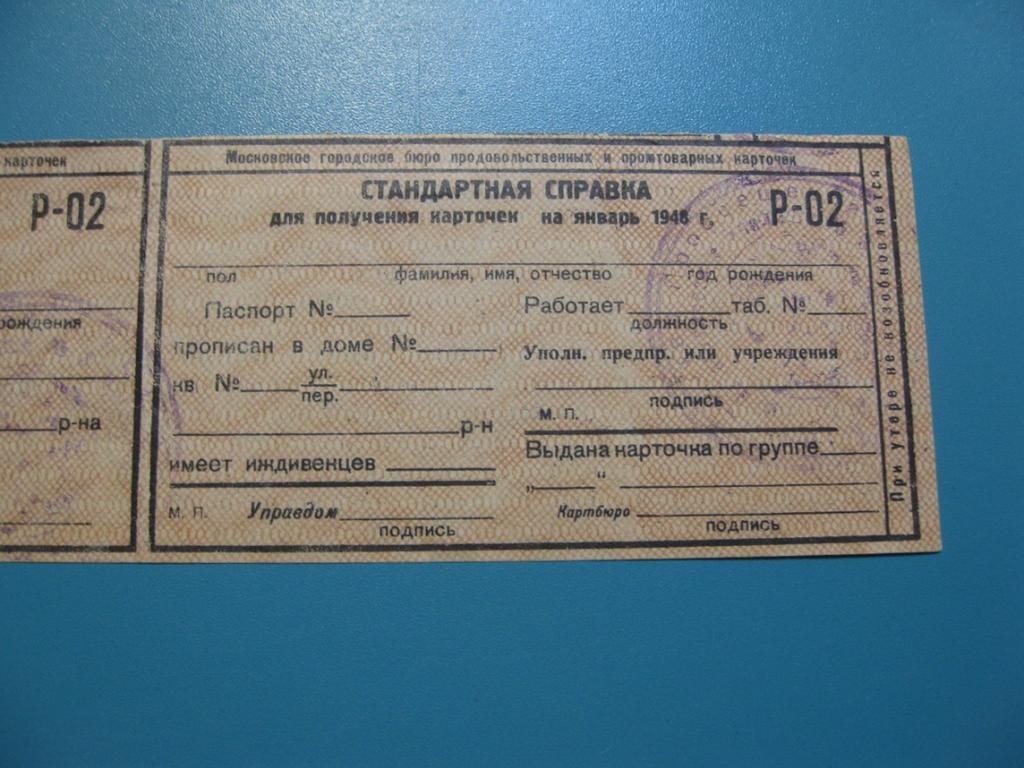 карточек
Р-02
рождения
р-на
Московское городское бюро продовольственных и промтоварных карточек
СТАНДАРТНАЯ СПРАВКА
для получения карточек на январь 1948 г.
Р-02
пол фамилия, имя, отчество год рождения
Паспорт №
прописан в доме №
кв №
ул.
пер.
р-н
имеет иждивенцев
м. п. Управдом
подпись
Работает таб. №
должность
Уполн. предпр. или учреждения
подпись
м. п.
Выдана карточка по группе
„ “
Картбюро
подпись
При утере не возобновляется